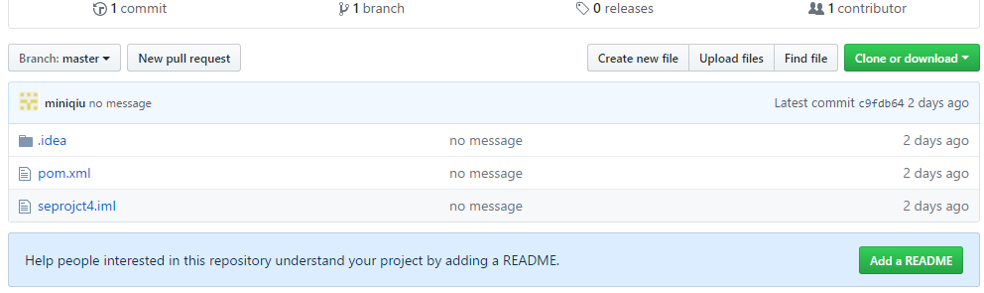 1 commit 1 branch 0 releases 1 contributor
Branch: master New pull request Create new file Upload files Find file Clone or download
miniqiu no message Latest commit c9fdb64 2 days ago
.idea no message 2 days ago
pom.xml no message 2 days ago
seprojct4.iml no message 2 days ago
Help people interested in this repository understand your project by adding a README. Add a README